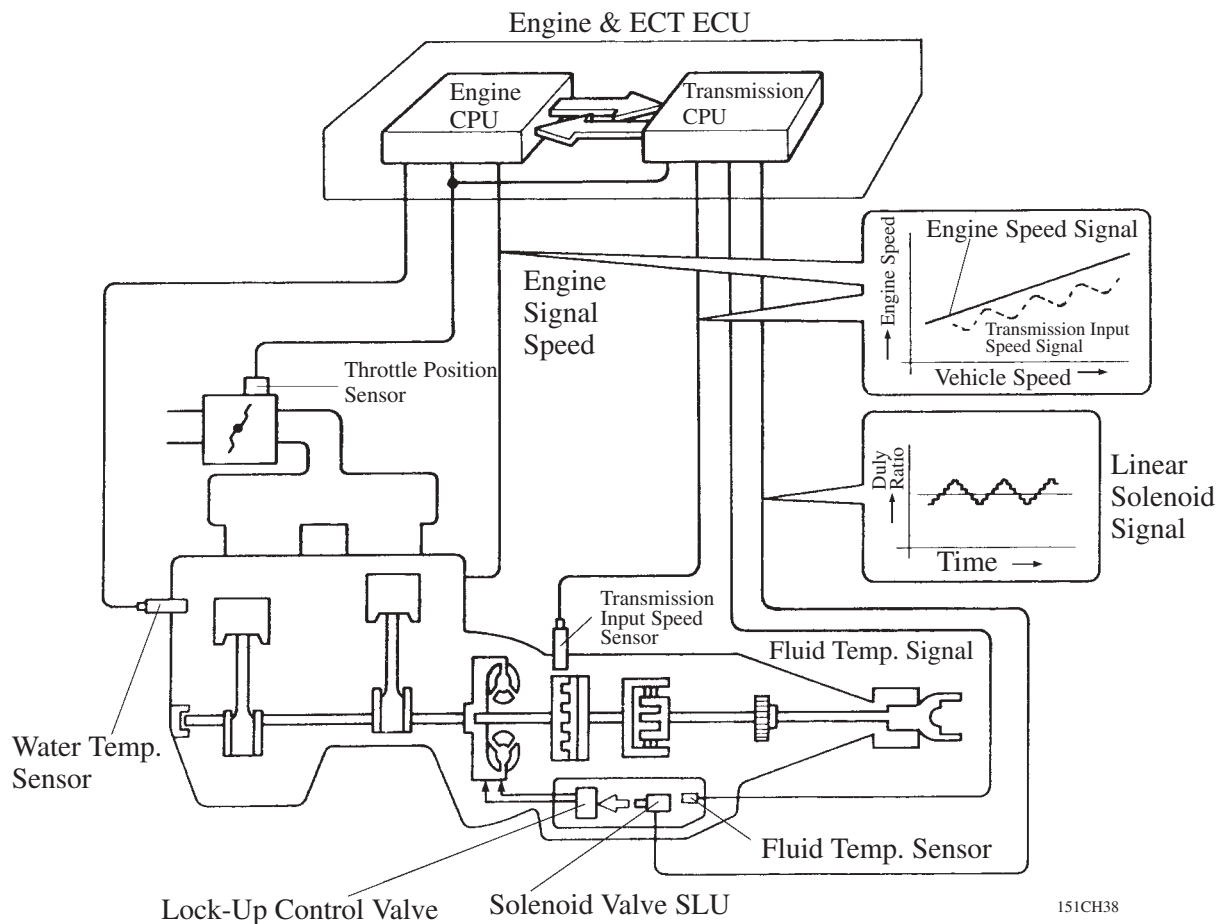 Engine & ECT ECU
Engine
CPU
Transmission
CPU
Engine Speed
Engine Speed Signal
Transmission Input
Speed Signal
Vehicle Speed
Engine
Signal
Speed
Throttle Position
Sensor
Duly
Ratio
Time
Linear
Solenoid
Signal
Transmission
Input Speed
Sensor
Fluid Temp. Signal
Water Temp.
Sensor
Fluid Temp. Sensor
Lock-Up Control Valve
Solenoid Valve SLU
151CH38